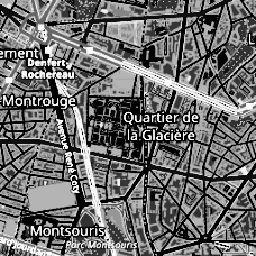 ement
L
Denfert-
Rochereau
Montrouge
Quartier de
la Glacière
Avenue René Coty
Montsouris
Parc Montsouris